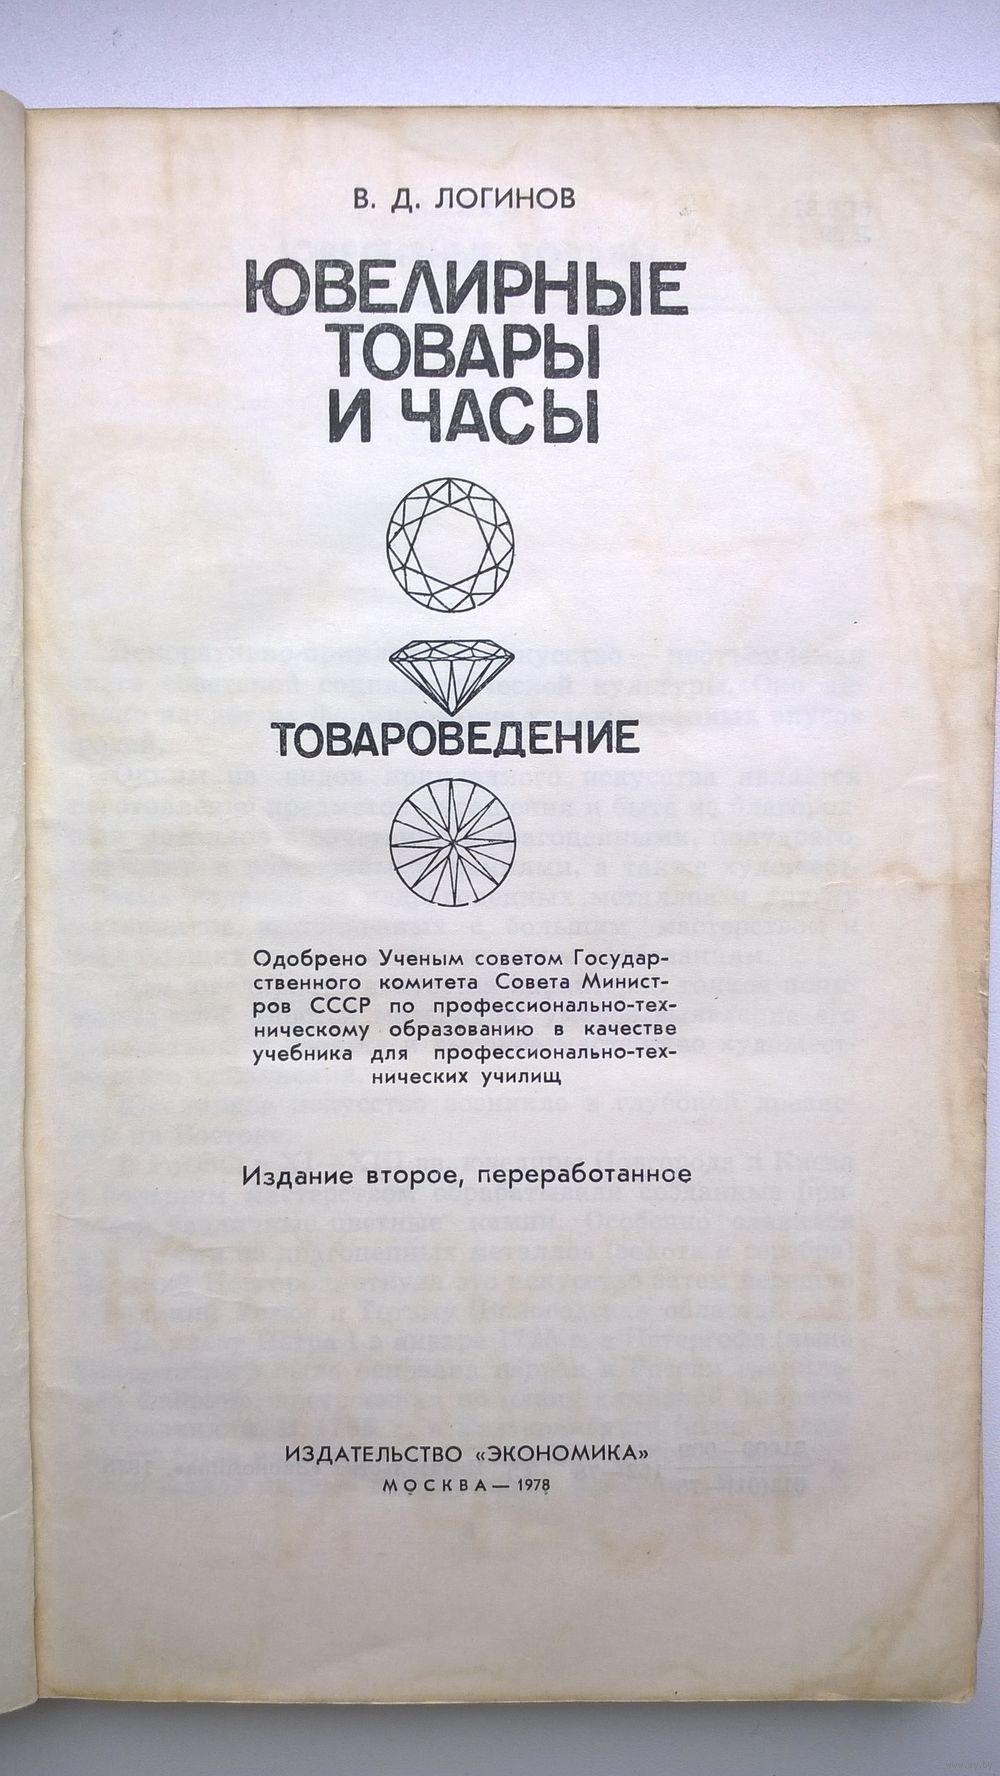 В. Д. ЛОГИНОВ
ЮВЕЛИРНЫЕ
ТОВАРЫ
И ЧАСЫ
ТОВАРОВЕДЕНИЕ
Одобрено Ученым советом Государ-
ственного комитета Совета Минист-
ров СССР по профессионально-тех-
ническому образованию в качестве
учебника для профессионально-тех-
нических училищ
Издание второе, переработанное
ИЗДАТЕЛЬСТВО «ЭКОНОМИКА»
МОСКВА — 1978